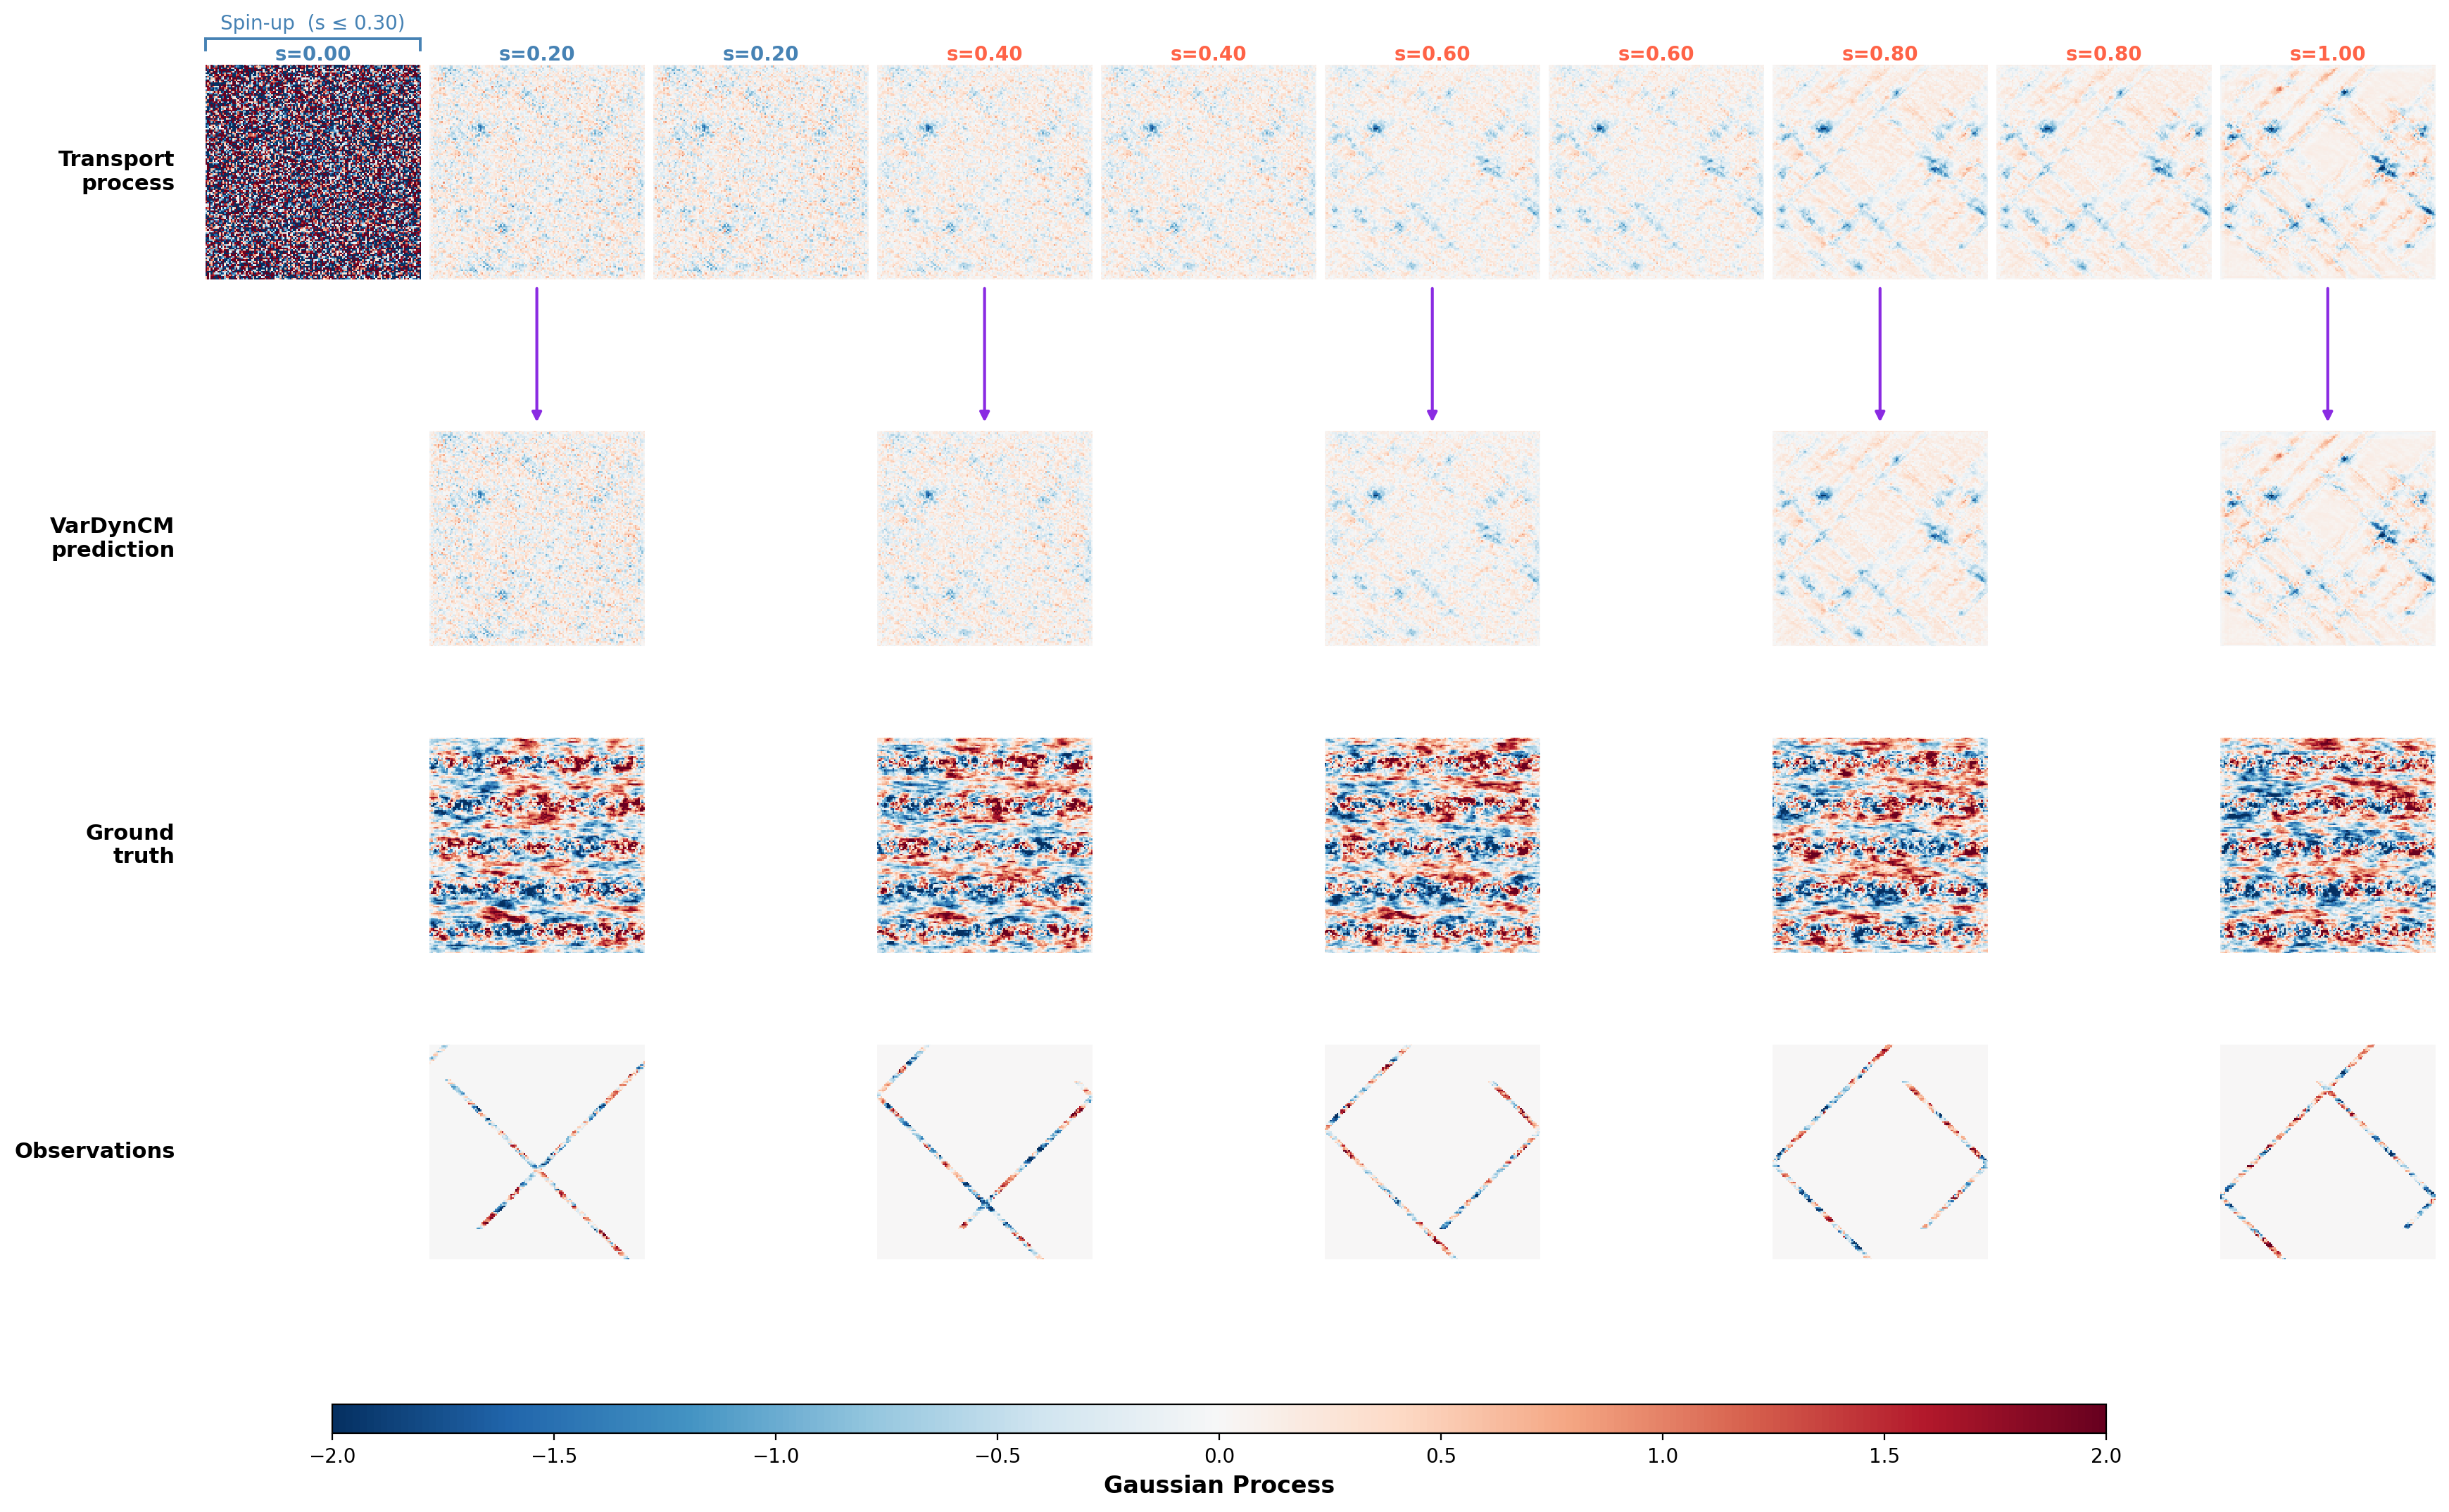 Spin-up  (s ≤ 0.30)
s=0.00 s=0.20 s=0.20 s=0.40 s=0.40 s=0.60 s=0.60 s=0.80 s=0.80 s=1.00
Transport
process
VarDynCM
prediction
Ground
truth
Observations
−2.0 −1.5 −1.0 −0.5 0.0 0.5 1.0 1.5 2.0
Gaussian Process